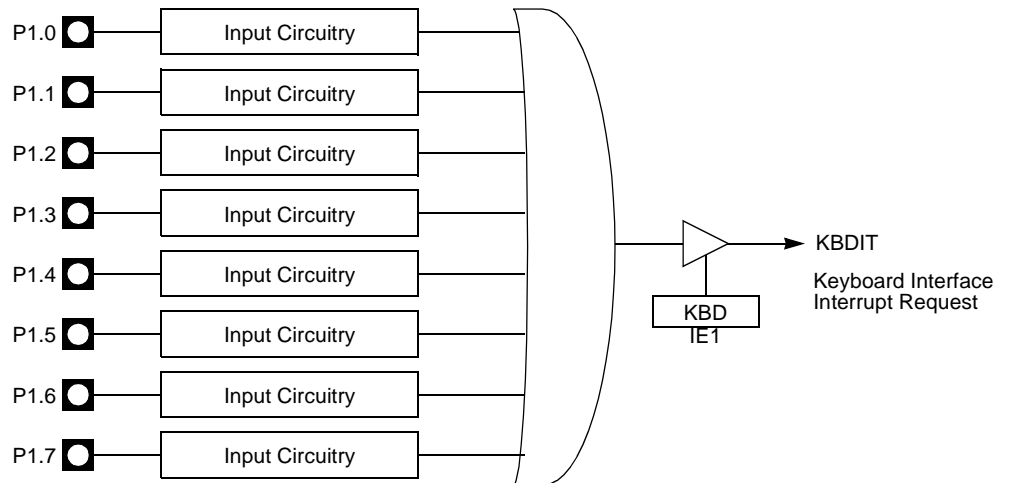 P1.0 Input Circuitry
P1.1 Input Circuitry
P1.2 Input Circuitry
P1.3 Input Circuitry
P1.4 Input Circuitry
P1.5 Input Circuitry
P1.6 Input Circuitry
P1.7 Input Circuitry
KBDIT
Keyboard Interface
Interrupt Request
KBD
IE1